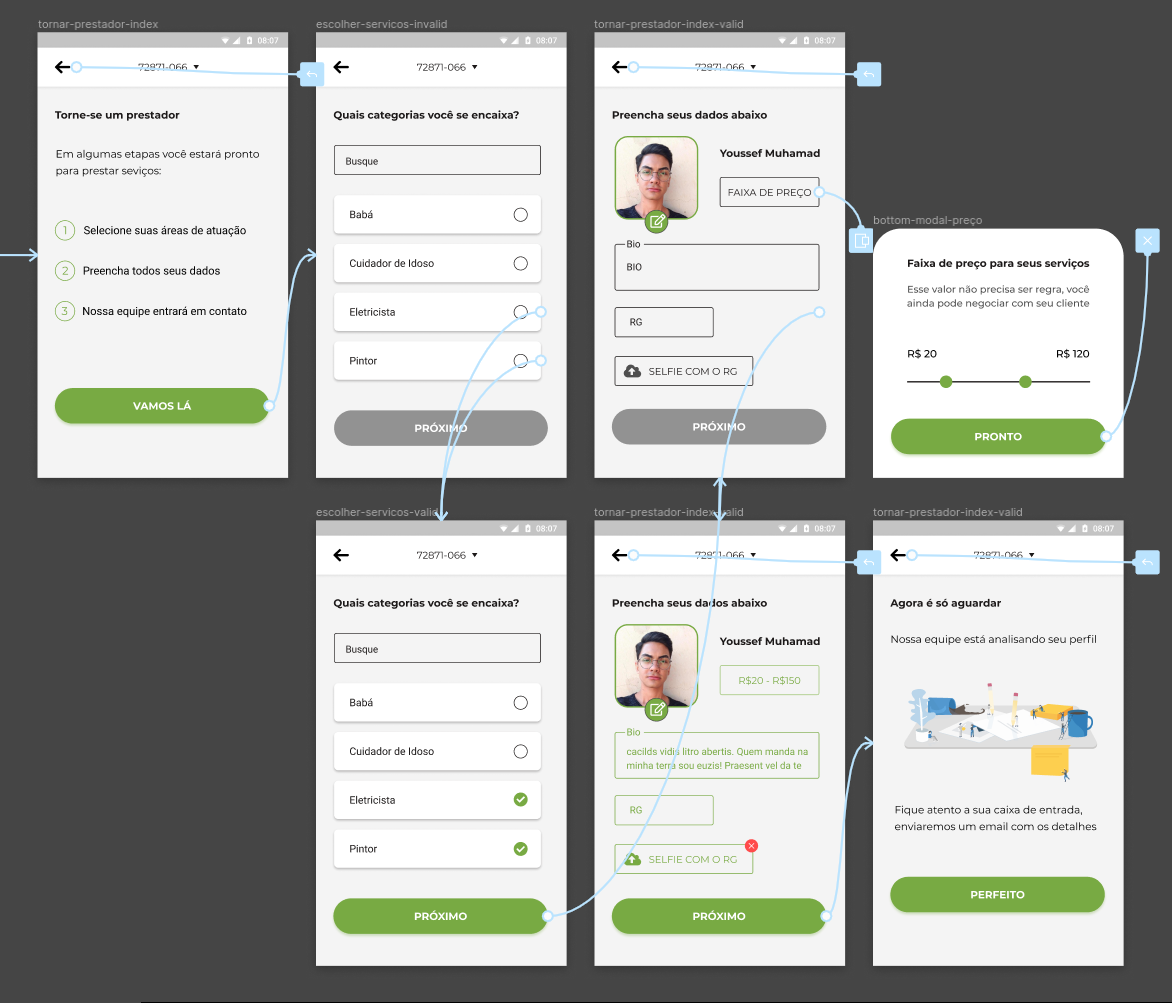 tornar-prestador-index
08:07
72871-066
Torne-se um prestador
Em algumas etapas você estará pronto
para prestar seviços:
1 Selecione suas áreas de atuação
2 Preencha todos seus dados
3 Nossa equipe entrará em contato
VAMOS LÁ
escolher-servicos-invalid
08:07
72871-066
Quais categorias você se encaixa?
Busque
Babá
Cuidador de Idoso
Eletricista
Pintor
PRÓXIMO
tornar-prestador-index-valid
08:07
72871-066
Preencha seus dados abaixo
Youssef Muhamad
FAIXA DE PREÇO
Bio
BIO
RG
SELFIE COM O RG
PRÓXIMO
bottom-modal-preço
Faixa de preço para seus serviços
Esse valor não precisa ser regra, você
ainda pode negociar com seu cliente
R$ 20 R$ 120
PRONTO
escolher-servicos-valid
08:07
72871-066
Quais categorias você se encaixa?
Busque
Babá
Cuidador de Idoso
Eletricista
Pintor
PRÓXIMO
tornar-prestador-index-valid
08:07
72871-066
Preencha seus dados abaixo
Youssef Muhamad
R$20 - R$150
Bio
cacilds vidis litro abertis. Quem manda na
minha terra sou euzis! Praesent vel da te
RG
SELFIE COM O RG
PRÓXIMO
tornar-prestador-index-valid
08:07
72871-066
Agora é só aguardar
Nossa equipe está analisando seu perfil
Fique atento a sua caixa de entrada,
enviaremos um email com os detalhes
PERFEITO